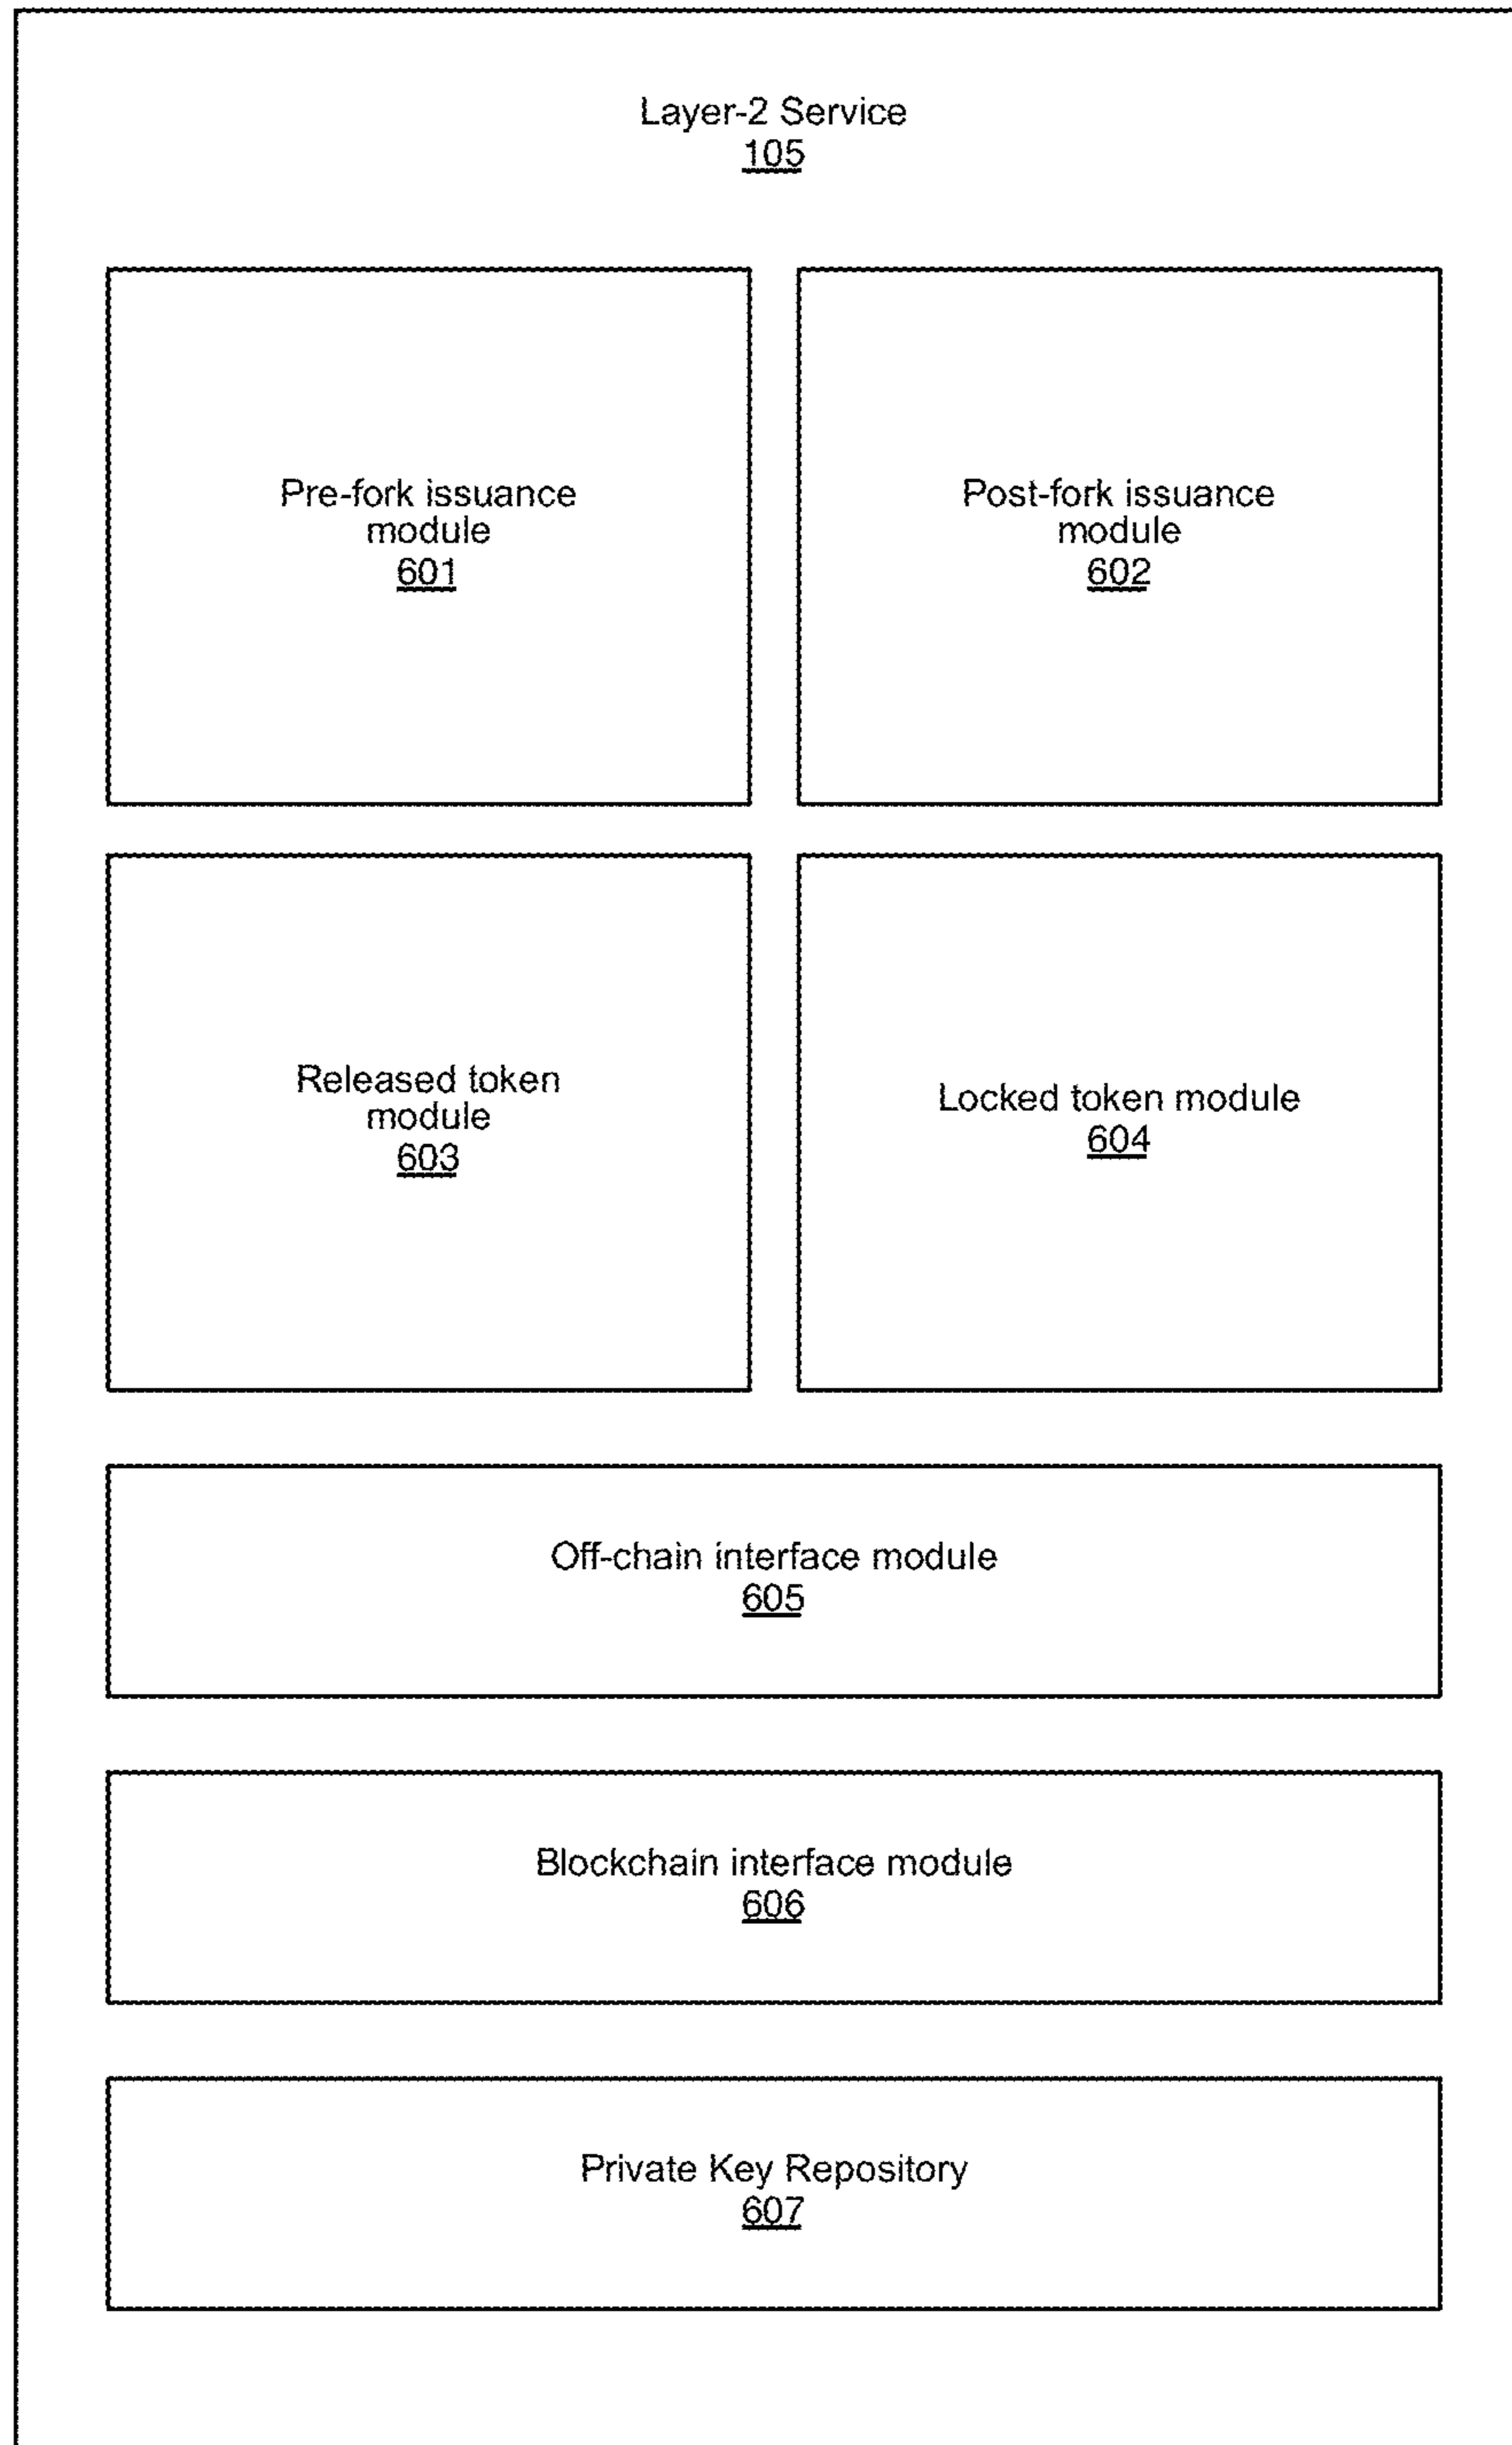 Layer-2 Service
105
Pre-fork issuance
module
601
Post-fork issuance
module
602
Released token
module
603
Locked token module
604
Off-chain interface module
605
Blockchain interface module
606
Private Key Repository
607